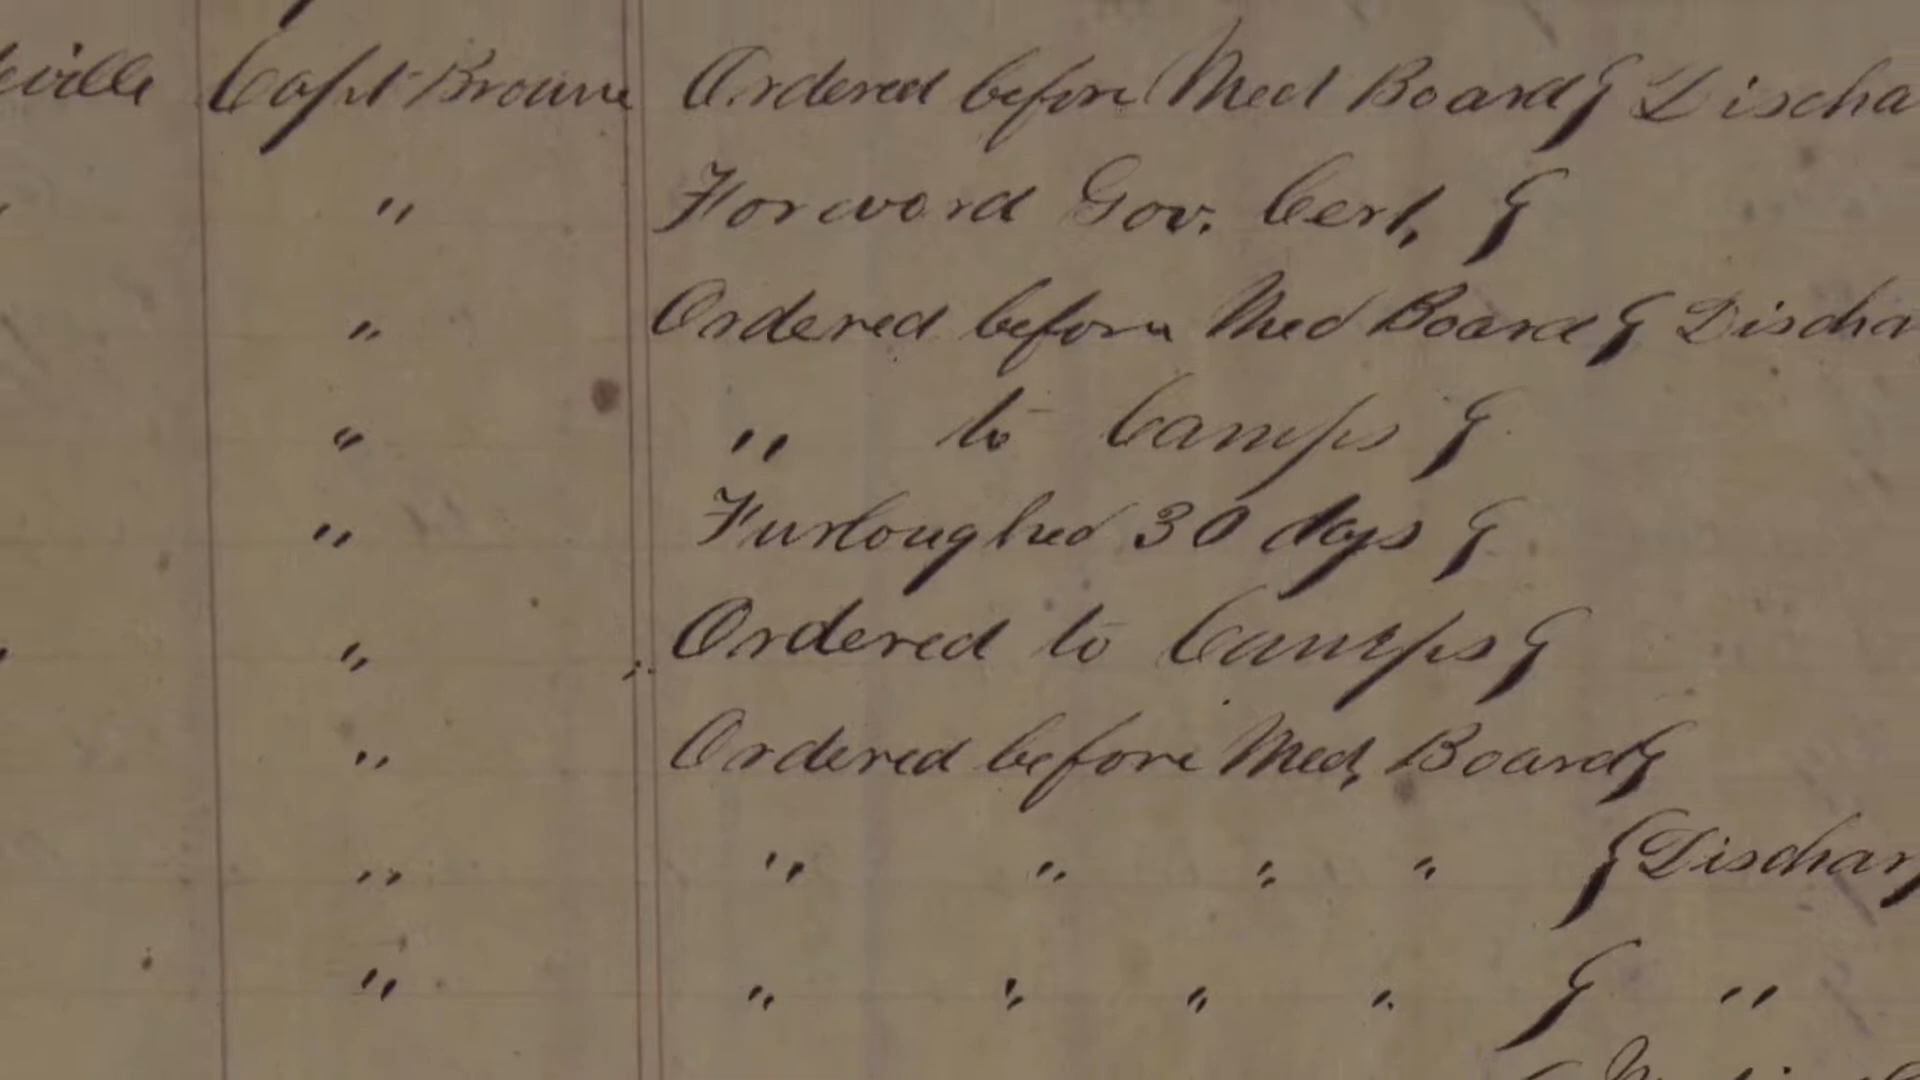 eville Capt Browne Ordered before Med Board G Discha
" Forward Gov. Cert, G
" Ordered before Med Board G Discha
" " to Camps G
" Furloughed 30 days G
" Ordered to Camps G
" Ordered before Med, Board G
" " " " " G Dischar
" " " " " G "